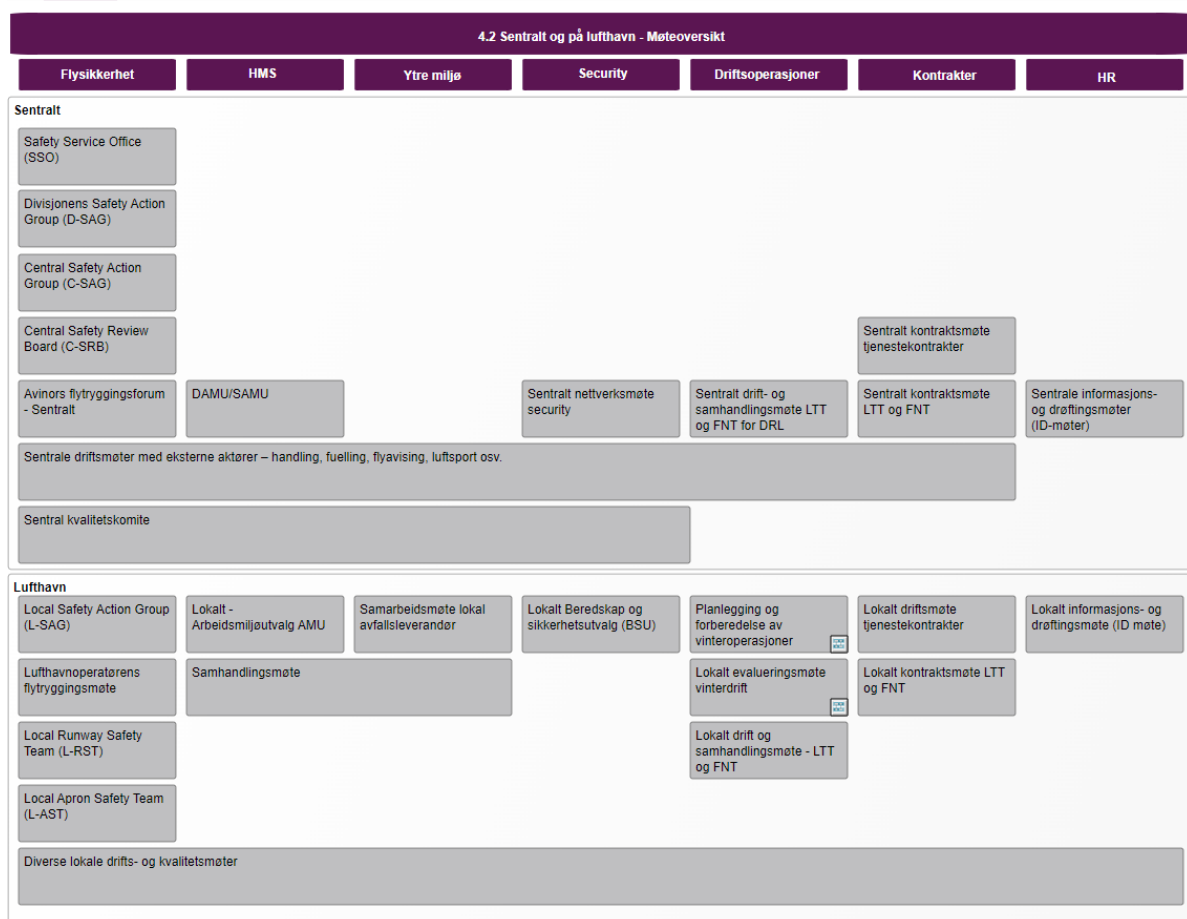 4.2 Sentralt og på lufthavn - Møteoversikt
Flysikkerhet
HMS
Ytre miljø
Security
Driftsoperasjoner
Kontrakter
HR
Sentralt
Safety Service Office
(SSO)
Divisjonens Safety Action
Group (D-SAG)
Central Safety Action
Group (C-SAG)
Central Safety Review
Board (C-SRB)
Sentralt kontraktsmøte
tjenestekontrakter
Avinors flytryggingsforum
- Sentralt
DAMU/SAMU
Sentralt nettverksmøte
security
Sentralt drift- og
samhandlingsmøte LTT
og FNT for DRL
Sentralt kontraktsmøte
LTT og FNT
Sentrale informasjons-
og drøftingsmøter
(ID-møter)
Sentrale driftsmøter med eksterne aktører – handling, fuelling, flyavising, luftsport osv.
Sentral kvalitetskomite
Lufthavn
Local Safety Action Group
(L-SAG)
Lokalt -
Arbeidsmiljøutvalg AMU
Samarbeidsmøte lokal
avfallsleverandør
Lokalt Beredskap og
sikkerhetsutvalg (BSU)
Planlegging og
forberedelse av
vinteroperasjoner
Lokalt driftsmøte
tjenestekontrakter
Lokalt informasjons- og
drøftingsmøte (ID møte)
Lufthavnoperatørens
flytryggingsmøte
Samhandlingsmøte
Lokalt evalueringsmøte
vinterdrift
Lokalt kontraktsmøte LTT
og FNT
Local Runway Safety
Team (L-RST)
Lokalt drift og
samhandlingsmøte - LTT
og FNT
Local Apron Safety Team
(L-AST)
Diverse lokale drifts- og kvalitetsmøter